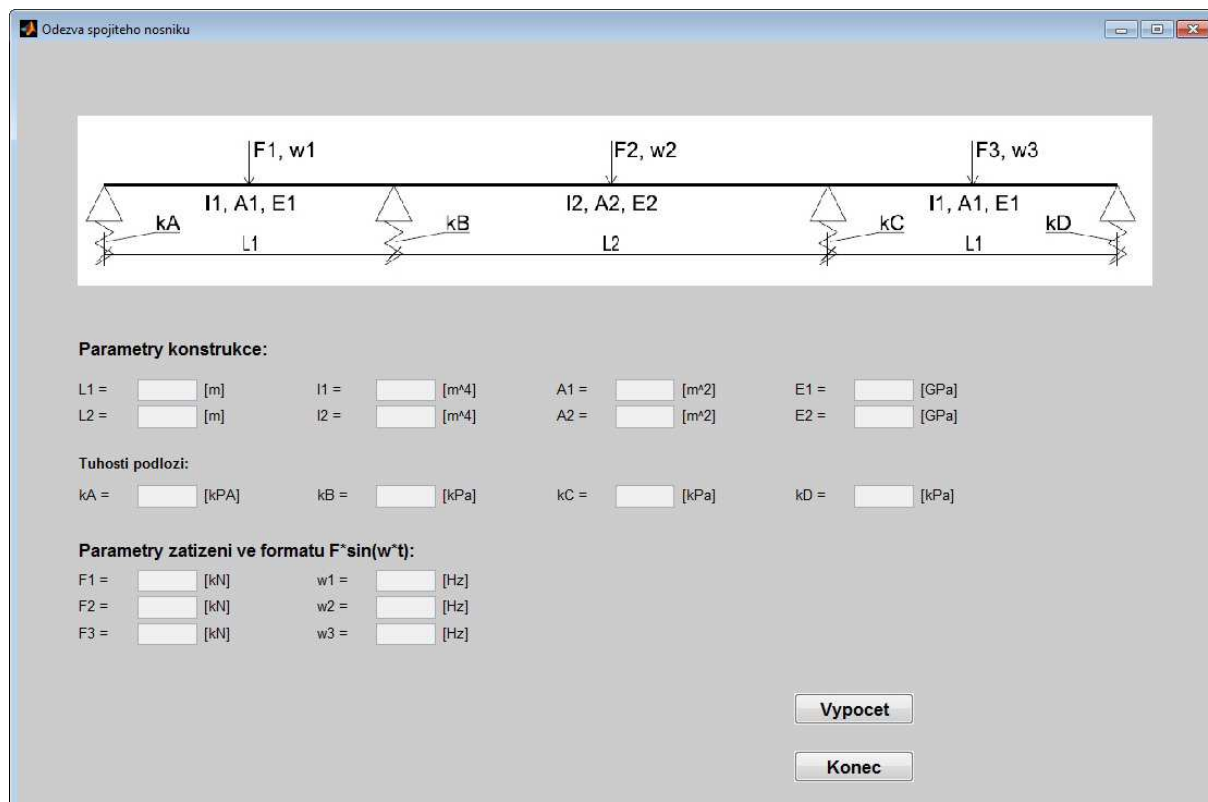 Odezva spojiteho nosniku
F1, w1 F2, w2 F3, w3
I1, A1, E1 I2, A2, E2 I1, A1, E1
kA kB kC kD
L1 L2 L1
Parametry konstrukce:
L1 = [m] I1 = [m^4] A1 = [m^2] E1 = [GPa]
L2 = [m] I2 = [m^4] A2 = [m^2] E2 = [GPa]
Tuhosti podlozi:
kA = [kPA] kB = [kPa] kC = [kPa] kD = [kPa]
Parametry zatizeni ve formatu F*sin(w*t):
F1 = [kN] w1 = [Hz]
F2 = [kN] w2 = [Hz]
F3 = [kN] w3 = [Hz]
Vypocet
Konec